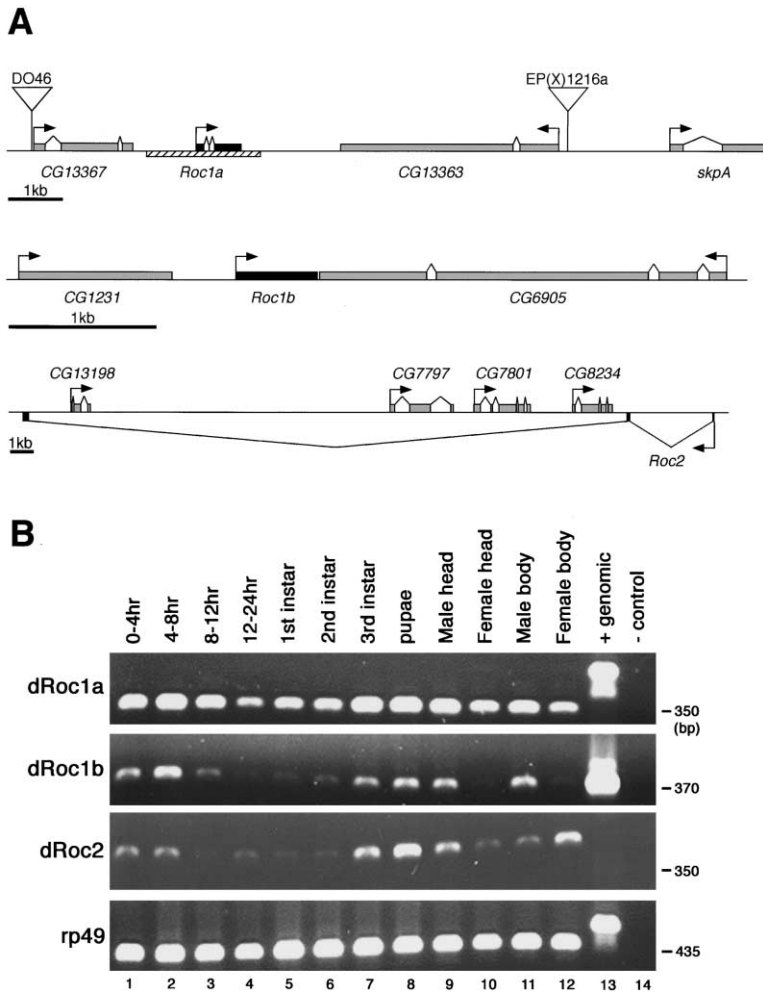 A
DO46
EP(X)1216a
CG13367
Roc1a
CG13363
skpA
1kb
CG1231
Roc1b
CG6905
1kb
CG13198
CG7797
CG7801
CG8234
1kb
Roc2
B
0-4hr
4-8hr
8-12hr
12-24hr
1st instar
2nd instar
3rd instar
pupae
Male head
Female head
Male body
Female body
+ genomic
- control
dRoc1a
– 350
(bp)
dRoc1b
– 370
dRoc2
– 350
rp49
– 435
1 2 3 4 5 6 7 8 9 10 11 12 13 14